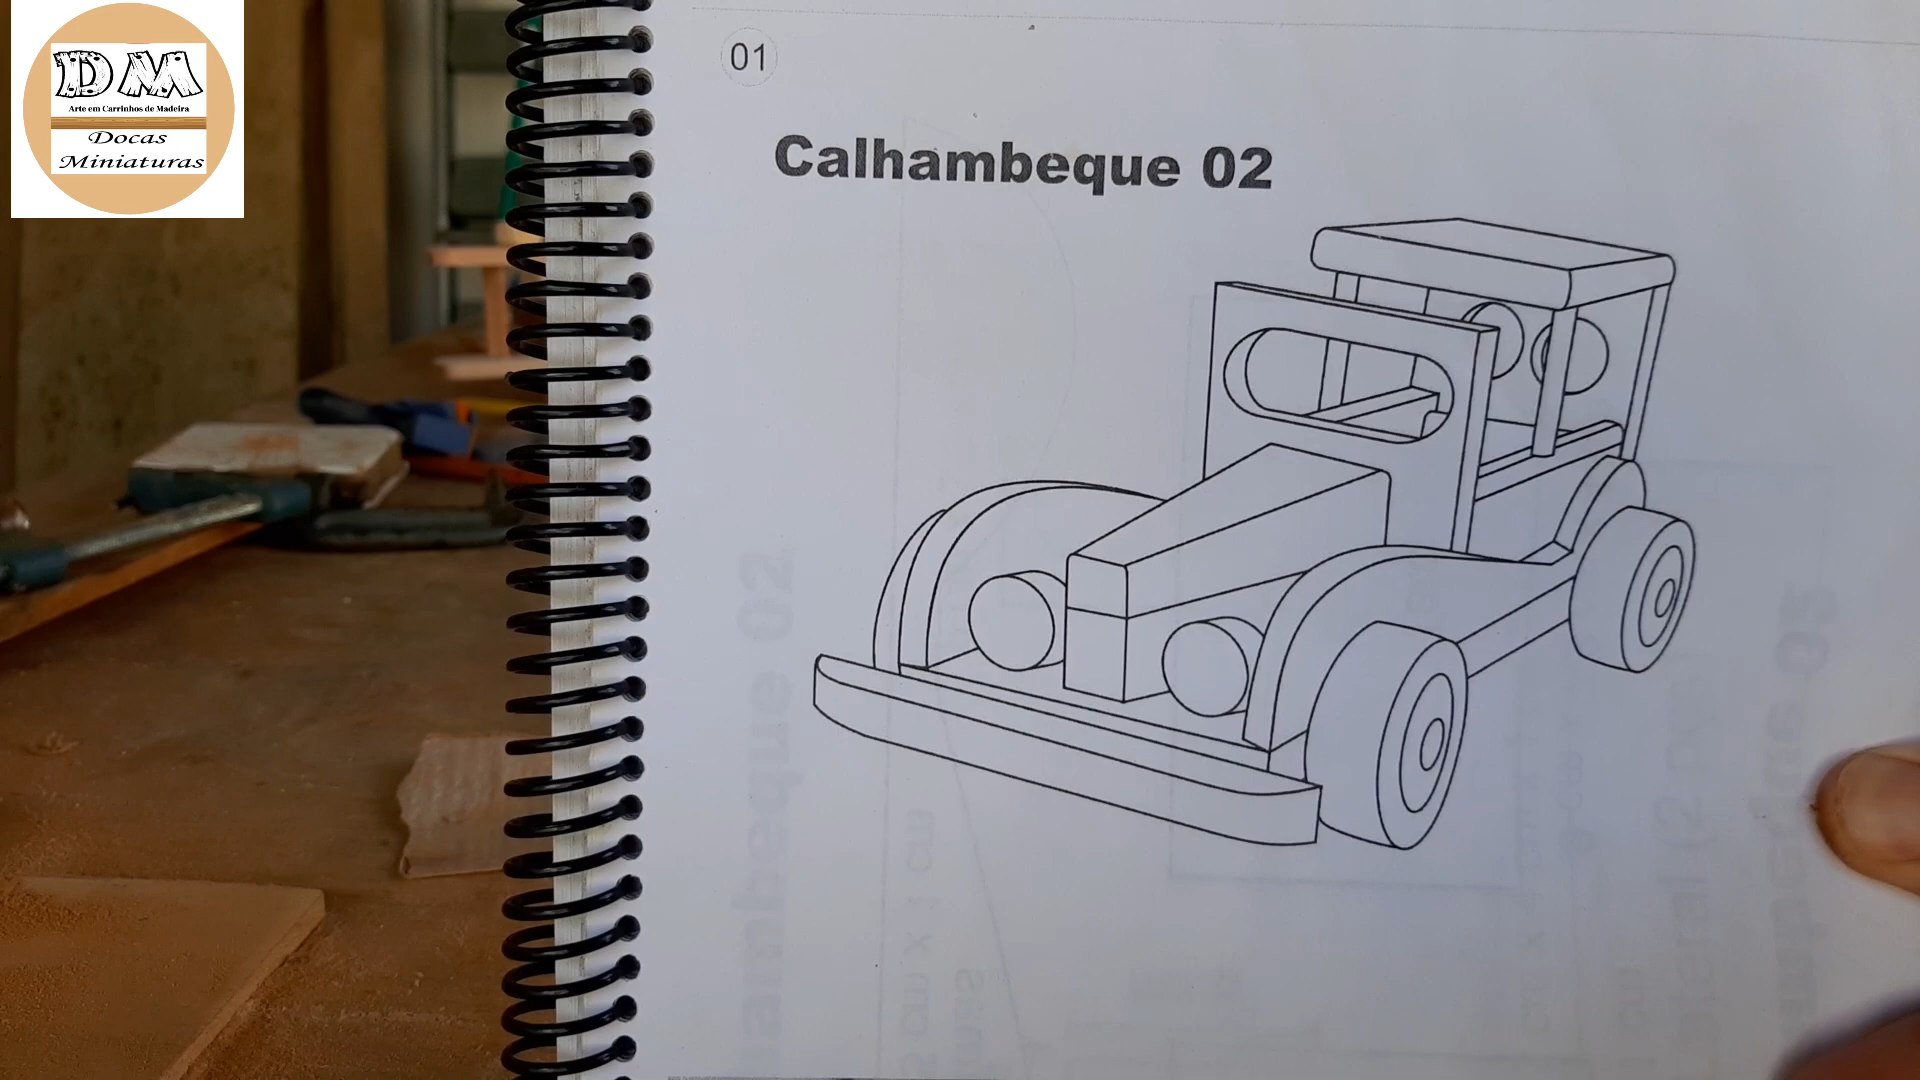 DM
Arte em Carrinhos de Madeira
Docas
Miniaturas
01
Calhambeque 02